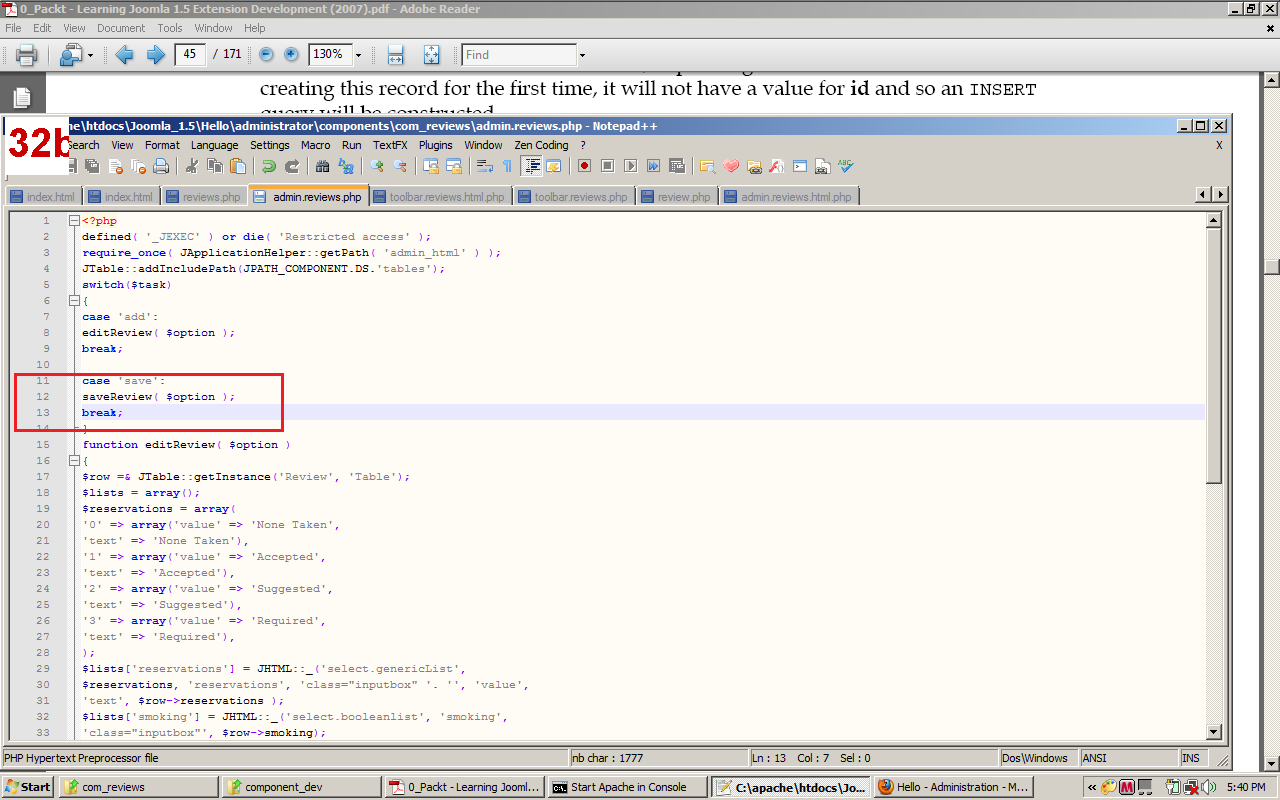 0_Packt - Learning Joomla 1.5 Extension Development (2007).pdf - Adobe Reader
File Edit View Document Tools Window Help
45 / 171 130% Find
creating this record for the first time, it will not have a value for id and so an INSERT
query will be constructed
32b
he\htdocs\Joomla_1.5\Hello\administrator\components\com_reviews\admin.reviews.php - Notepad++
Search View Format Language Settings Macro Run TextFX Plugins Window Zen Coding ? X
index.html index.html reviews.php admin.reviews.php toolbar.reviews.html.php toolbar.reviews.php review.php admin.reviews.html.php
1 <?php
2 defined( '_JEXEC' ) or die( 'Restricted access' );
3 require_once( JApplicationHelper::getPath( 'admin_html' ) );
4 JTable::addIncludePath(JPATH_COMPONENT.DS.'tables');
5 switch($task)
6 {
7 case 'add':
8 editReview( $option );
9 break;
10
11 case 'save':
12 saveReview( $option );
13 break;
14 }
15 function editReview( $option )
16 {
17 $row =& JTable::getInstance('Review', 'Table');
18 $lists = array();
19 $reservations = array(
20 '0' => array('value' => 'None Taken',
21 'text' => 'None Taken'),
22 '1' => array('value' => 'Accepted',
23 'text' => 'Accepted'),
24 '2' => array('value' => 'Suggested',
25 'text' => 'Suggested'),
26 '3' => array('value' => 'Required',
27 'text' => 'Required'),
28 );
29 $lists['reservations'] = JHTML::_('select.genericList',
30 $reservations, 'reservations', 'class="inputbox" '. '', 'value',
31 'text', $row->reservations );
32 $lists['smoking'] = JHTML::_('select.booleanlist', 'smoking',
33 'class="inputbox"', $row->smoking);
PHP Hypertext Preprocessor file nb char : 1777 Ln : 13 Col : 7 Sel : 0 Dos\Windows ANSI INS
Start com_reviews component_dev 0_Packt - Learning Jooml... Start Apache in Console C:\apache\htdocs\Jo... Hello - Administration - M... « 5:40 PM